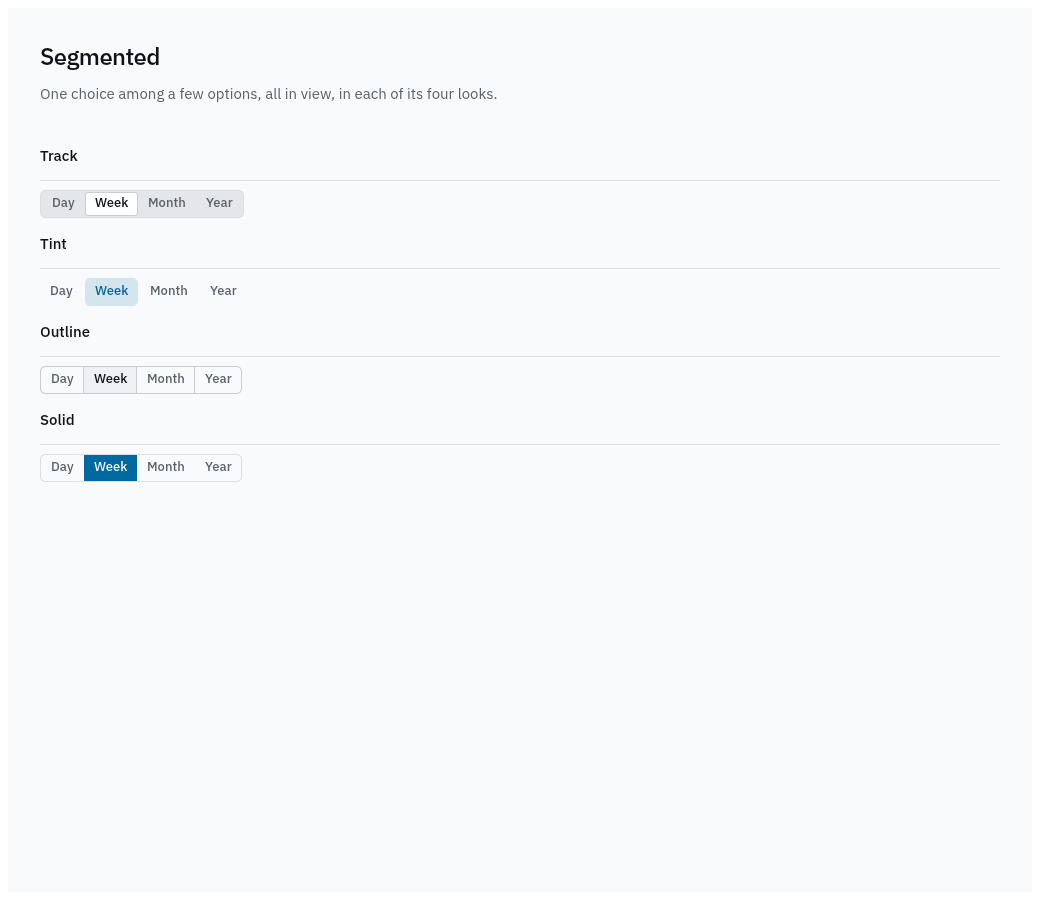 Segmented
One choice among a few options, all in view, in each of its four looks.
Track
Day Week Month Year
Tint
Day Week Month Year
Outline
Day Week Month Year
Solid
Day Week Month Year